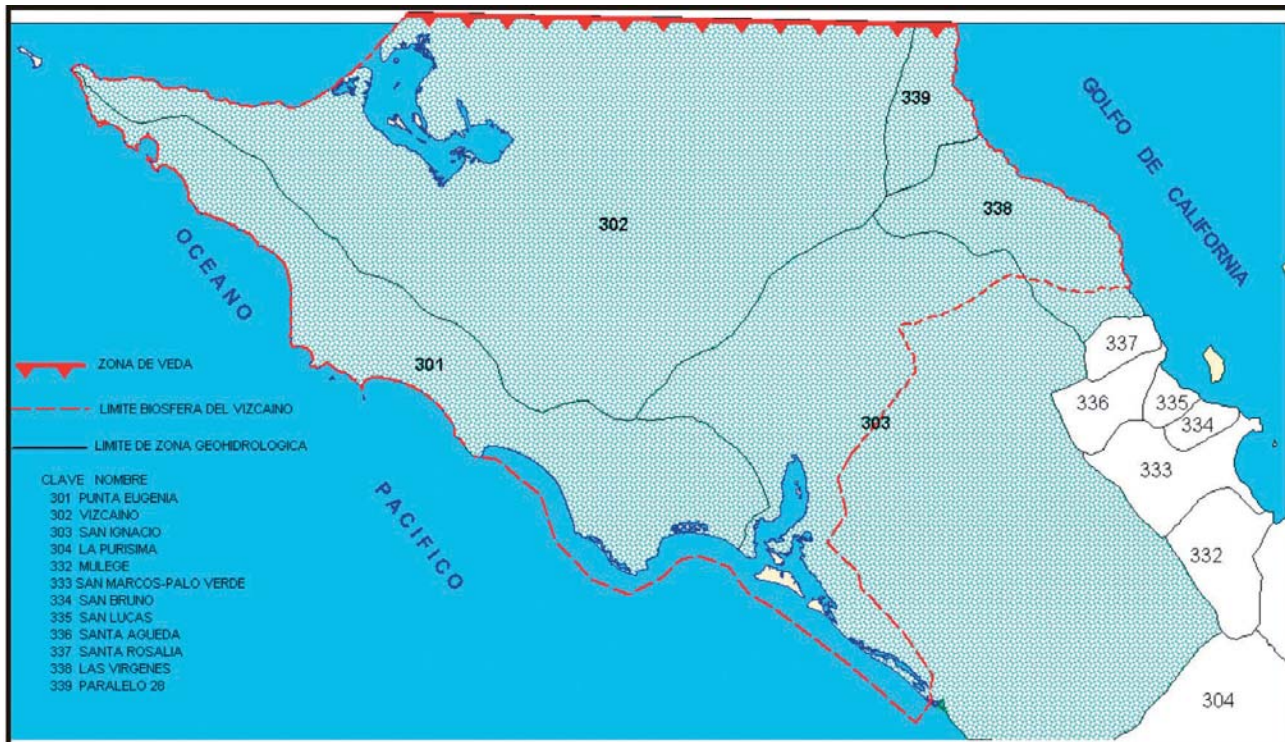 339
GOLFO DE CALIFORNIA
302
338
OCEANO
337
301
336
335
334
303
333
ZONA DE VEDA
LIMITE BIOSFERA DEL VIZCAINO
LIMITE DE ZONA GEOHIDROLOGICA
PACIFICO
CLAVE NOMBRE
301 PUNTA EUGENIA
302 VIZCAINO
303 SAN IGNACIO
304 LA PURISIMA
332 MULEGE
333 SAN MARCOS-PALO VERDE
334 SAN BRUNO
335 SAN LUCAS
336 SANTA AGUEDA
337 SANTA ROSALIA
338 LAS VIRGENES
339 PARALELO 28
332
304